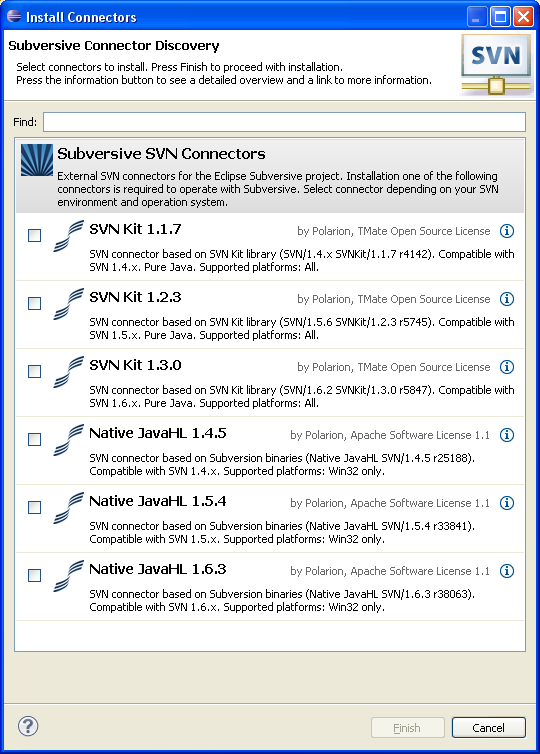 Install Connectors
Subversive Connector Discovery
Select connectors to install. Press Finish to proceed with installation.
Press the information button to see a detailed overview and a link to more information.
SVN
Find:
Subversive SVN Connectors
External SVN connectors for the Eclipse Subversive project. Installation one of the following
connectors is required to operate with Subversive. Select connector depending on your SVN
environment and operation system.
SVN Kit 1.1.7 by Polarion, TMate Open Source License
SVN connector based on SVN Kit library (SVN/1.4.x SVNKit/1.1.7 r4142). Compatible with
SVN 1.4.x. Pure Java. Supported platforms: All.
SVN Kit 1.2.3 by Polarion, TMate Open Source License
SVN connector based on SVN Kit library (SVN/1.5.6 SVNKit/1.2.3 r5745). Compatible with
SVN 1.5.x. Pure Java. Supported platforms: All.
SVN Kit 1.3.0 by Polarion, TMate Open Source License
SVN connector based on SVN Kit library (SVN/1.6.2 SVNKit/1.3.0 r5847). Compatible with
SVN 1.6.x. Pure Java. Supported platforms: All.
Native JavaHL 1.4.5 by Polarion, Apache Software License 1.1
SVN connector based on Subversion binaries (Native JavaHL SVN/1.4.5 r25188).
Compatible with SVN 1.4.x. Supported platforms: Win32 only.
Native JavaHL 1.5.4 by Polarion, Apache Software License 1.1
SVN connector based on Subversion binaries (Native JavaHL SVN/1.5.4 r33841).
Compatible with SVN 1.5.x. Supported platforms: Win32 only.
Native JavaHL 1.6.3 by Polarion, Apache Software License 1.1
SVN connector based on Subversion binaries (Native JavaHL SVN/1.6.3 r38063).
Compatible with SVN 1.6.x. Supported platforms: Win32 only.
Finish Cancel